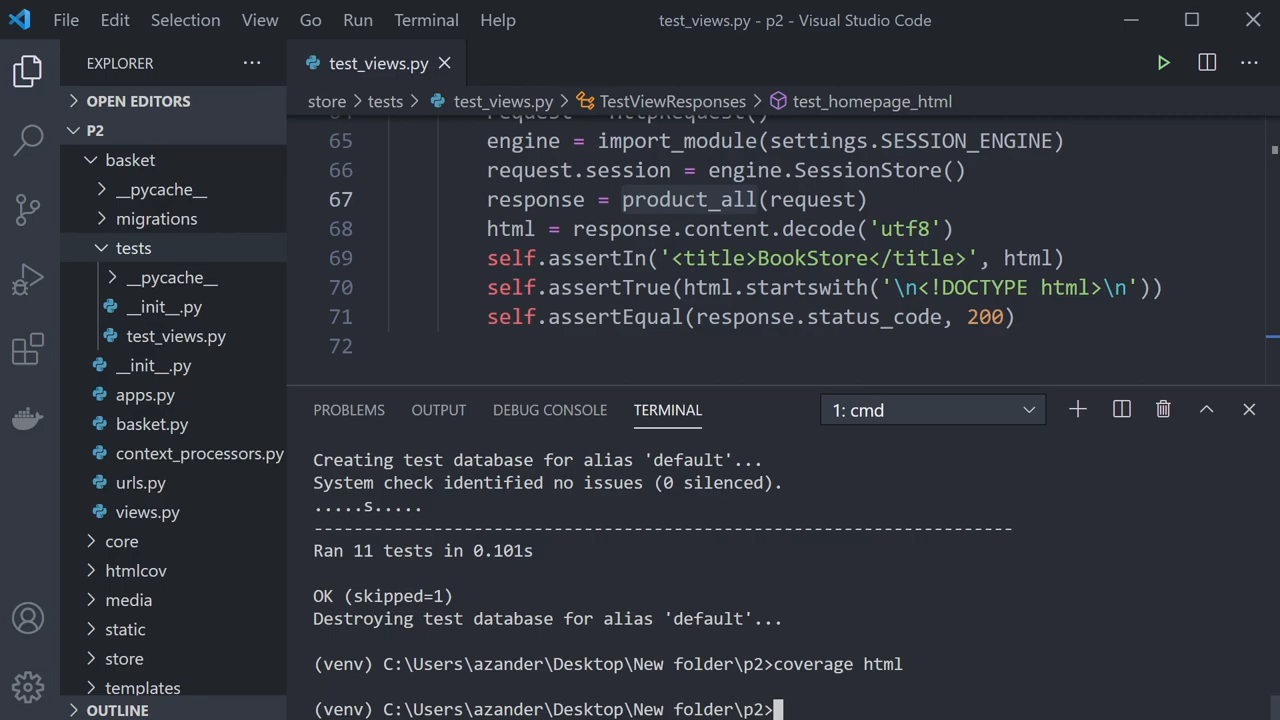 File Edit Selection View Go Run Terminal Help test_views.py - p2 - Visual Studio Code
EXPLORER
OPEN EDITORS
P2
basket
__pycache__
migrations
tests
__pycache__
__init__.py
test_views.py
__init__.py
apps.py
basket.py
context_processors.py
urls.py
views.py
core
htmlcov
media
static
store
templates
OUTLINE
test_views.py
store > tests > test_views.py > TestViewResponses > test_homepage_html
64 request = HttpRequest()
65 engine = import_module(settings.SESSION_ENGINE)
66 request.session = engine.SessionStore()
67 response = product_all(request)
68 html = response.content.decode('utf8')
69 self.assertIn('<title>BookStore</title>', html)
70 self.assertTrue(html.startswith('\n<!DOCTYPE html>\n'))
71 self.assertEqual(response.status_code, 200)
72
PROBLEMS OUTPUT DEBUG CONSOLE TERMINAL 1: cmd
Creating test database for alias 'default'...
System check identified no issues (0 silenced).
.....s.....
----------------------------------------------------------------------
Ran 11 tests in 0.101s
OK (skipped=1)
Destroying test database for alias 'default'...
(venv) C:\Users\azander\Desktop\New folder\p2>coverage html
(venv) C:\Users\azander\Desktop\New folder\p2>